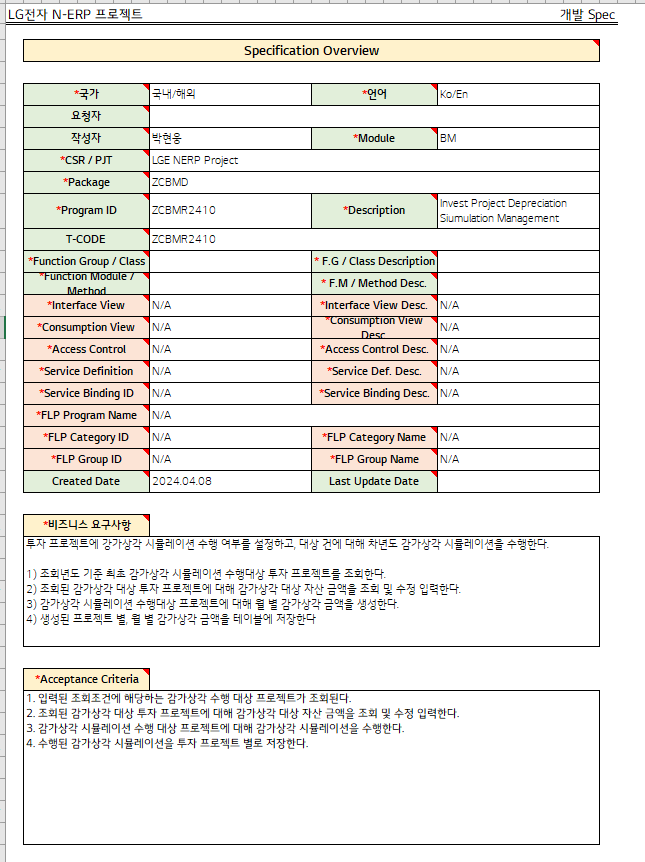 LG전자 N-ERP 프로젝트 개발 Spec
Specification Overview
*국가 국내/해외 *언어 Ko/En
요청자
작성자 박현웅 *Module BM
*CSR / PJT LGE NERP Project
*Package ZCBMD
*Program ID ZCBMR2410 *Description Invest Project Depreciation
Siumulation Management
T-CODE ZCBMR2410
*Function Group / Class * F.G / Class Description
*Function Module /
Method * F.M / Method Desc.
*Interface View N/A *Interface View Desc. N/A
*Consumption View N/A *Consumption View
Desc. N/A
*Access Control N/A *Access Control Desc. N/A
*Service Definition N/A *Service Def. Desc. N/A
*Service Binding ID N/A *Service Binding Desc. N/A
*FLP Program Name N/A
*FLP Category ID N/A *FLP Category Name N/A
*FLP Group ID N/A *FLP Group Name N/A
Created Date 2024.04.08 Last Update Date
*비즈니스 요구사항
투자 프로젝트에 강가상각 시뮬레이션 수행 여부를 설정하고, 대상 건에 대해 차년도 감가상각 시뮬레이션을 수행한다.
1) 조회년도 기준 최초 감가상각 시뮬레이션 수행대상 투자 프로젝트를 조회한다.
2) 조회된 감가상각 대상 투자 프로젝트에 대해 감가상각 대상 자산 금액을 조회 및 수정 입력한다.
3) 감가상각 시뮬레이션 수행대상 프로젝트에 대해 월 별 감가상각 금액을 생성한다.
4) 생성된 프로젝트 별, 월 별 감가상각 금액을 테이블에 저장한다
*Acceptance Criteria
1. 입력된 조회조건에 해당하는 감가상각 수행 대상 프로젝트가 조회된다.
2. 조회된 감가상각 대상 투자 프로젝트에 대해 감가상각 대상 자산 금액을 조회 및 수정 입력한다.
3. 감가상각 시뮬레이션 수행 대상 프로젝트에 대해 감가상각 시뮬레이션을 수행한다.
4. 수행된 감가상각 시뮬레이션을 투자 프로젝트 별로 저장한다.